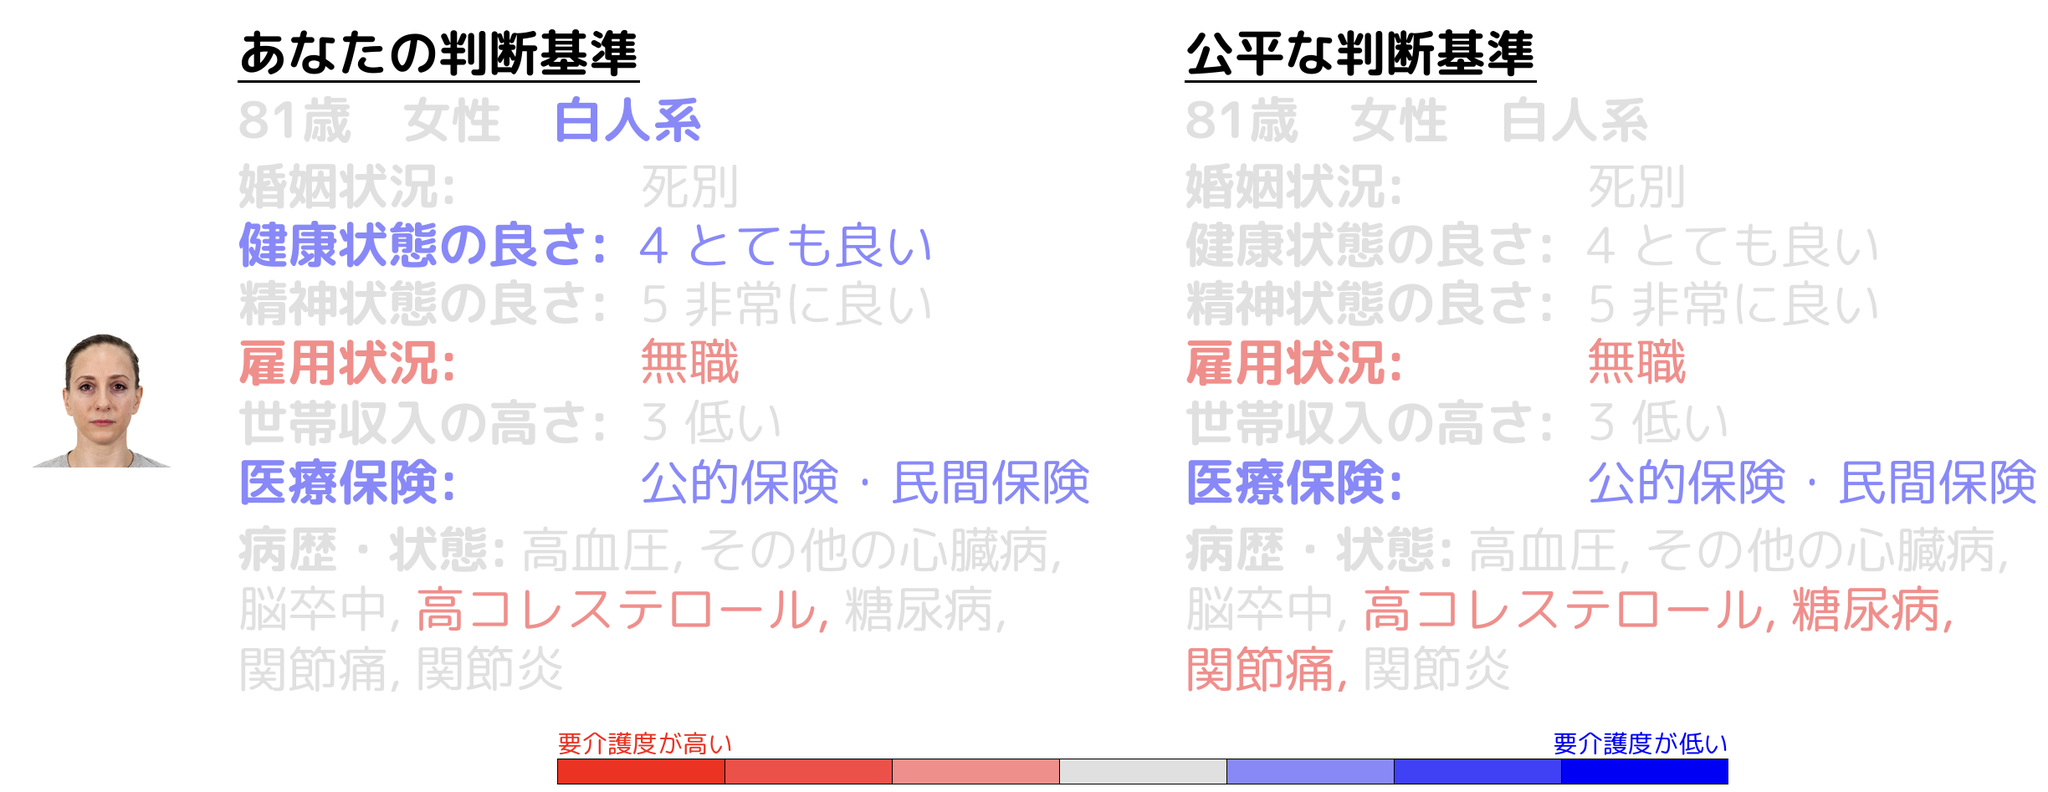 あなたの判断基準
81歳 女性 白人系
婚姻状況: 死別
健康状態の良さ: 4 とても良い
精神状態の良さ: 5 非常に良い
雇用状況: 無職
世帯収入の高さ: 3 低い
医療保険: 公的保険・民間保険
病歴・状態: 高血圧, その他の心臓病,
脳卒中, 高コレステロール, 糖尿病,
関節痛, 関節炎
公平な判断基準
81歳 女性 白人系
婚姻状況: 死別
健康状態の良さ: 4 とても良い
精神状態の良さ: 5 非常に良い
雇用状況: 無職
世帯収入の高さ: 3 低い
医療保険: 公的保険・民間保険
病歴・状態: 高血圧, その他の心臓病,
脳卒中, 高コレステロール, 糖尿病,
関節痛, 関節炎
要介護度が高い
要介護度が低い